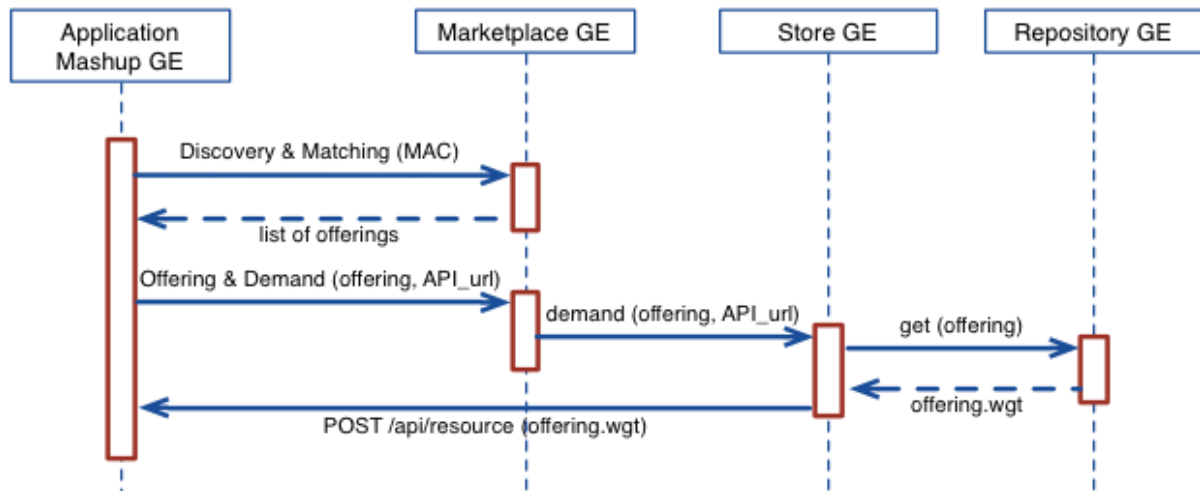 Application
Mashup GE
Marketplace GE
Store GE
Repository GE
Discovery & Matching (MAC)
list of offerings
Offering & Demand (offering, API_url)
demand (offering, API_url)
get (offering)
offering.wgt
POST /api/resource (offering.wgt)